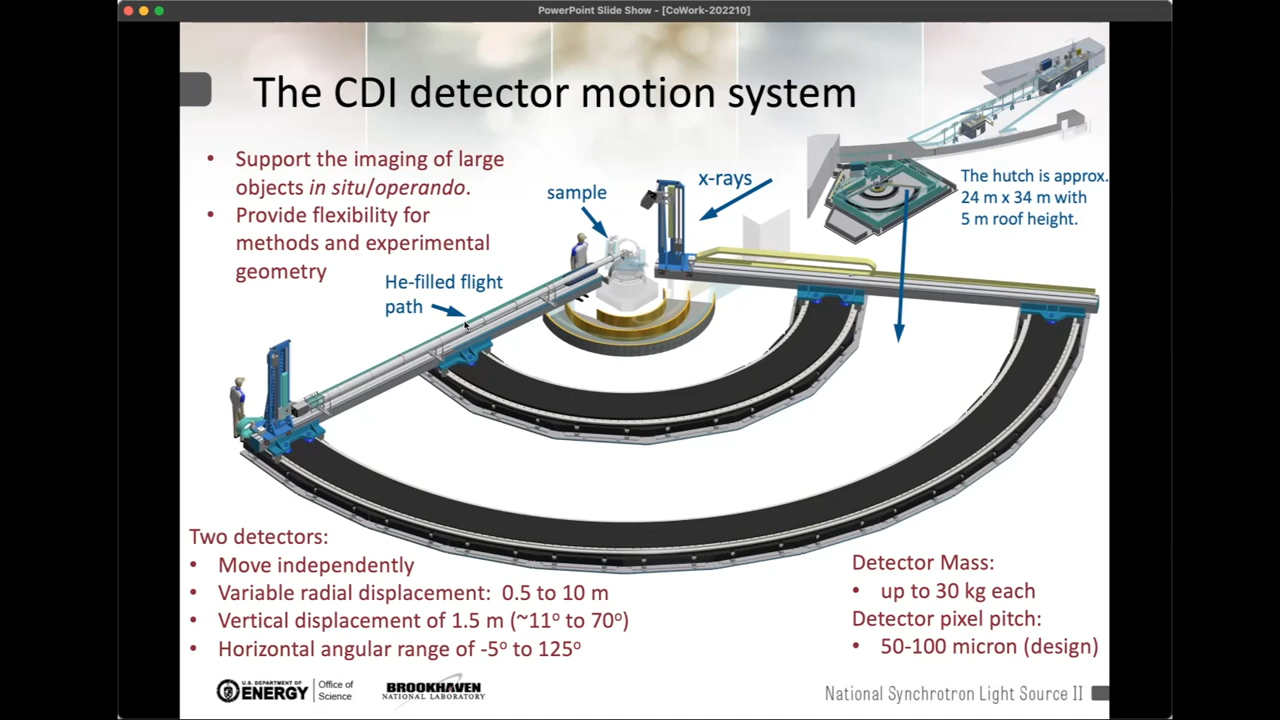 PowerPoint Slide Show - [CoWork-202210]
The CDI detector motion system
• Support the imaging of large
objects in situ/operando.
• Provide flexibility for
methods and experimental
geometry
sample
x-rays
The hutch is approx.
24 m x 34 m with
5 m roof height.
He-filled flight
path
Two detectors:
• Move independently
• Variable radial displacement: 0.5 to 10 m
• Vertical displacement of 1.5 m (~11º to 70º)
• Horizontal angular range of -5º to 125º
Detector Mass:
• up to 30 kg each
Detector pixel pitch:
• 50-100 micron (design)
U.S. DEPARTMENT OF
ENERGY
Office of
Science
BROOKHAVEN
NATIONAL LABORATORY
National Synchrotron Light Source II